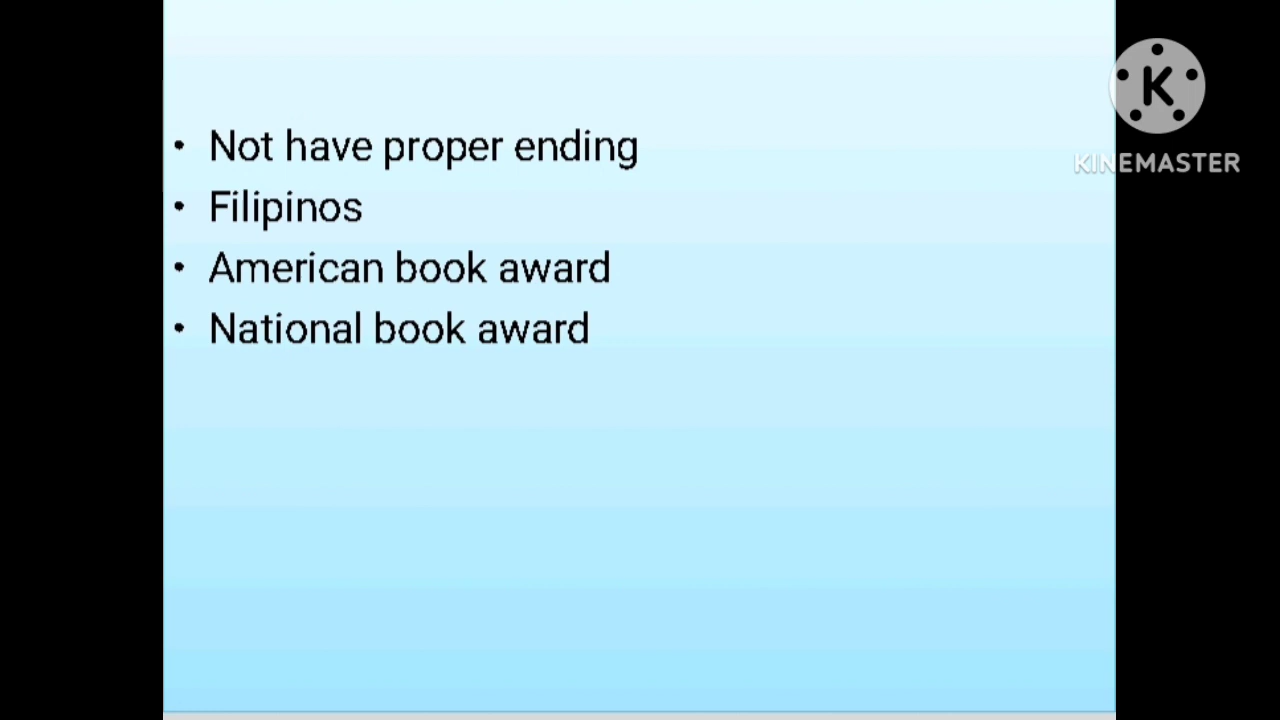 • Not have proper ending
• Filipinos
• American book award
• National book award
K
KINEMASTER